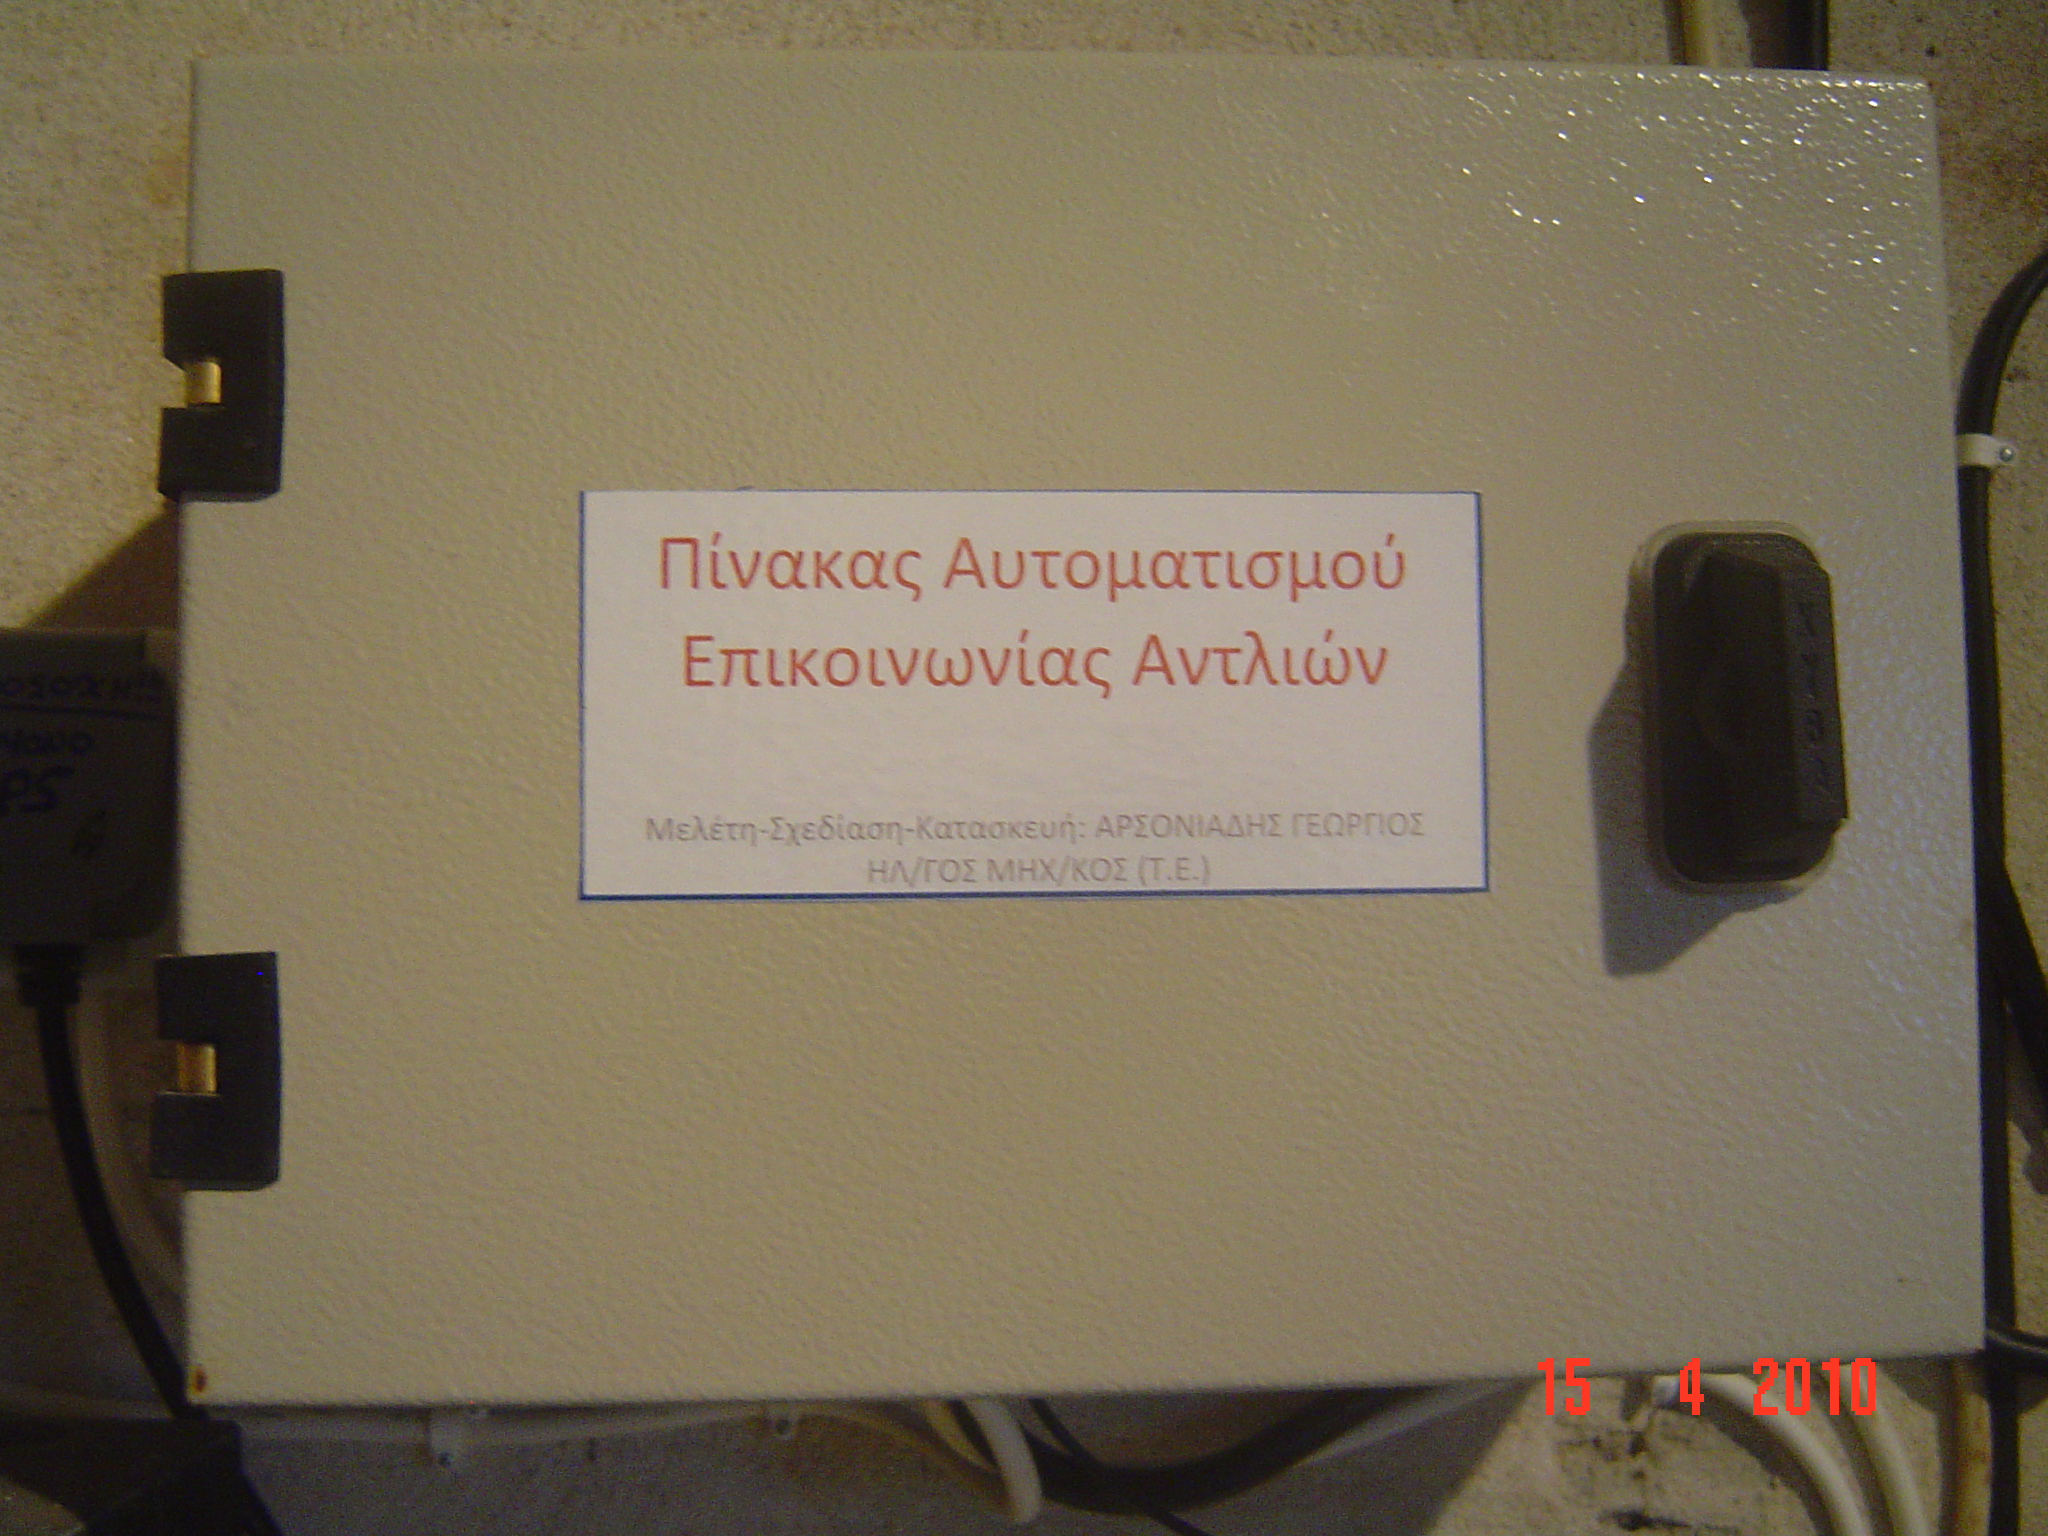 Πίνακας Αυτοματισμού
Επικοινωνίας Αντλιών
Μελέτη-Σχεδίαση-Κατασκευή: ΑΡΣΟΝΙΑΔΗΣ ΓΕΩΡΓΙΟΣ
ΗΛ/ΓΟΣ ΜΗΧ/ΚΟΣ (Τ.Ε.)
15 4 2010